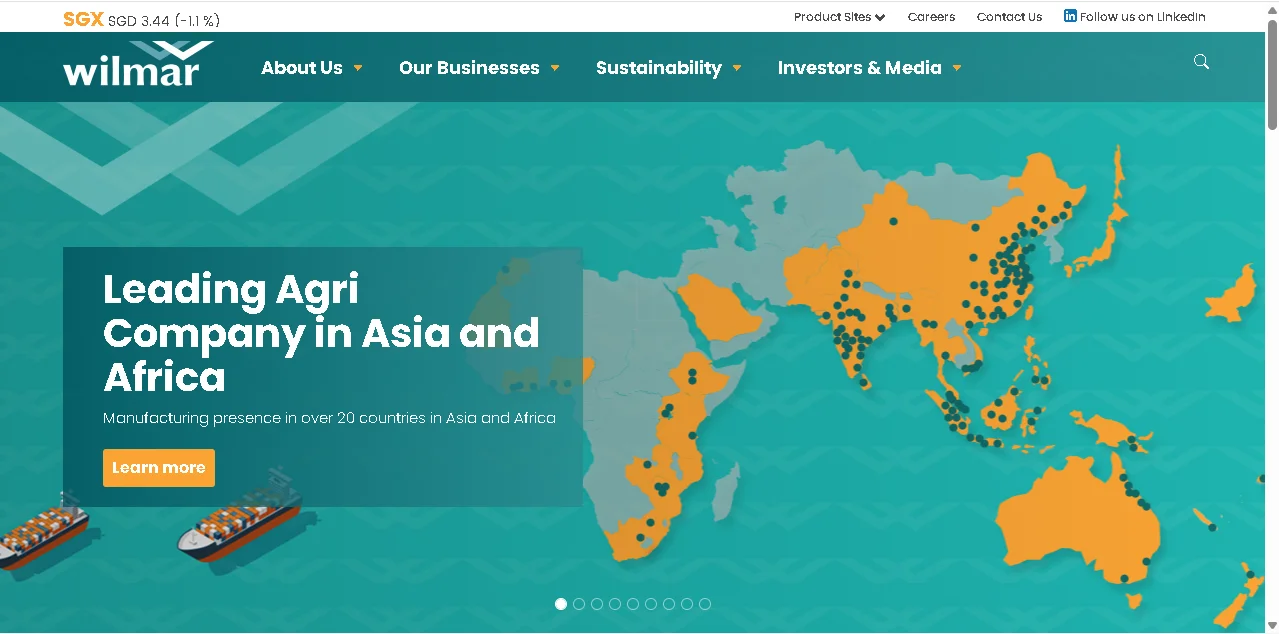 SGX SGD 3.44 (-1.1 %)
Product Sites Careers Contact Us Follow us on LinkedIn
wilmar About Us Our Businesses Sustainability Investors & Media
Leading Agri
Company in Asia and
Africa
Manufacturing presence in over 20 countries in Asia and Africa
Learn more